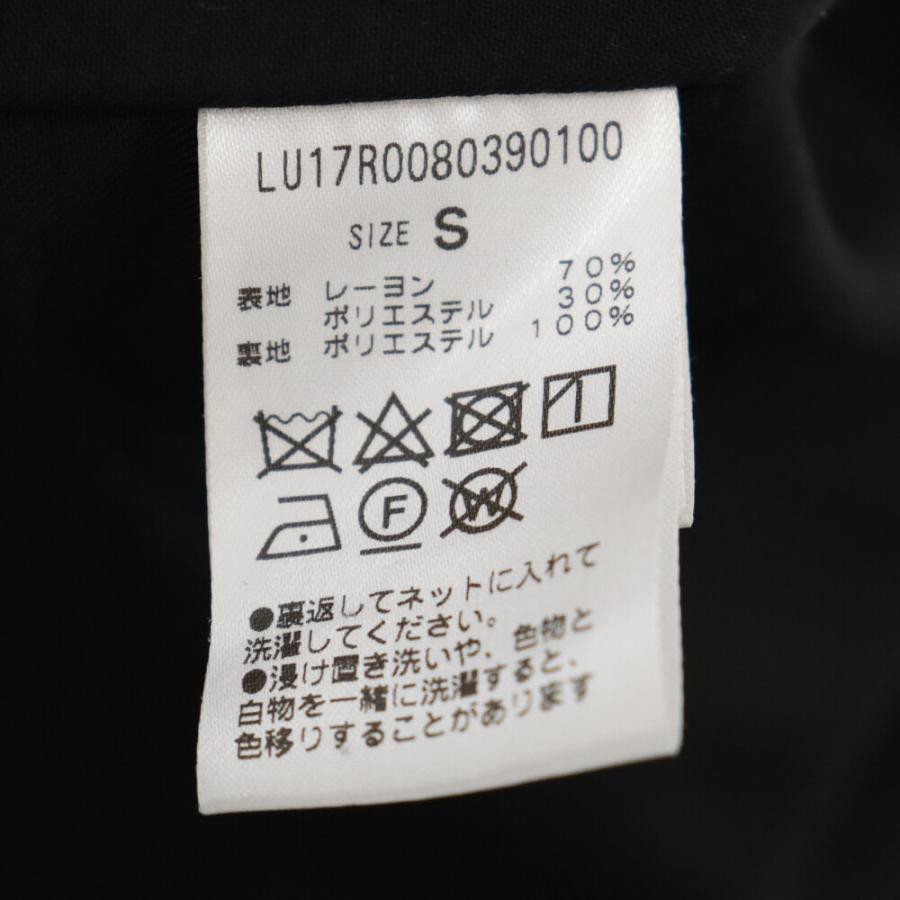 LU17R0080390100
SIZE S
表地 レーヨン 70%
ポリエステル 30%
裏地 ポリエステル 100%
F W
●裏返してネットに入れて
洗濯してください。
●浸け置き洗いや、色物と
白物を一緒に洗濯すると、
色移りすることがあります